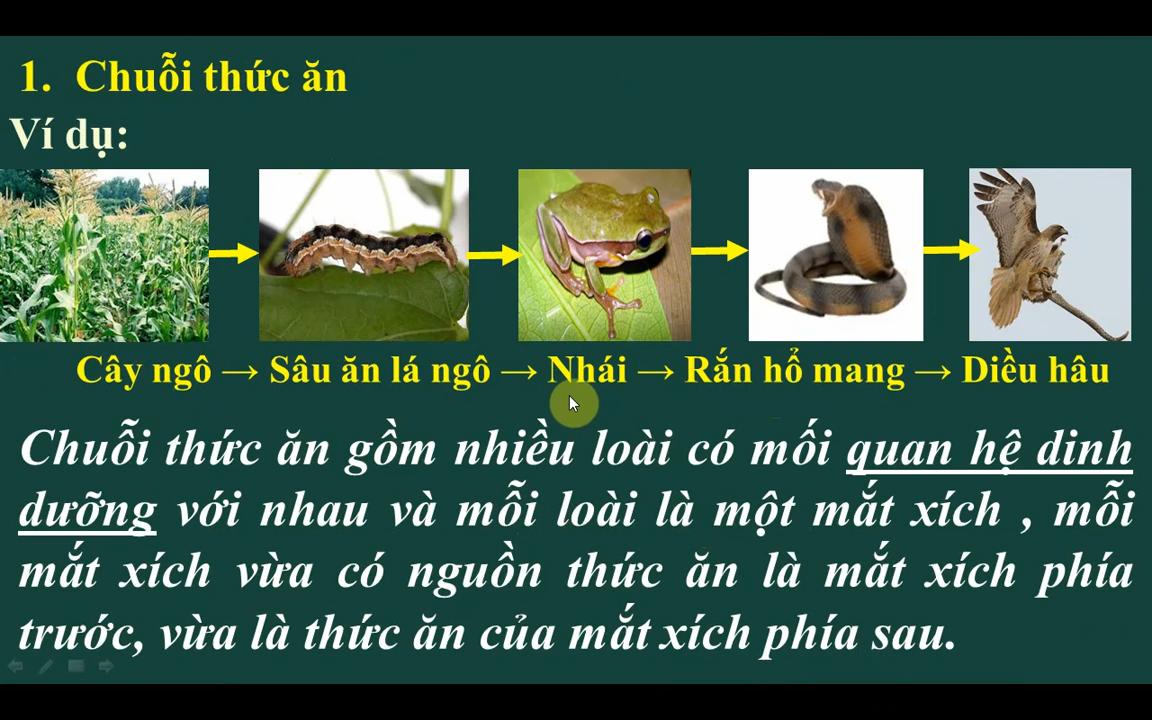 1. Chuỗi thức ăn
Ví dụ:
Cây ngô → Sâu ăn lá ngô → Nhái → Rắn hổ mang → Diều hâu
Chuỗi thức ăn gồm nhiều loài có mối quan hệ dinh
dưỡng với nhau và mỗi loài là một mắt xích , mỗi
mắt xích vừa có nguồn thức ăn là mắt xích phía
trước, vừa là thức ăn của mắt xích phía sau.